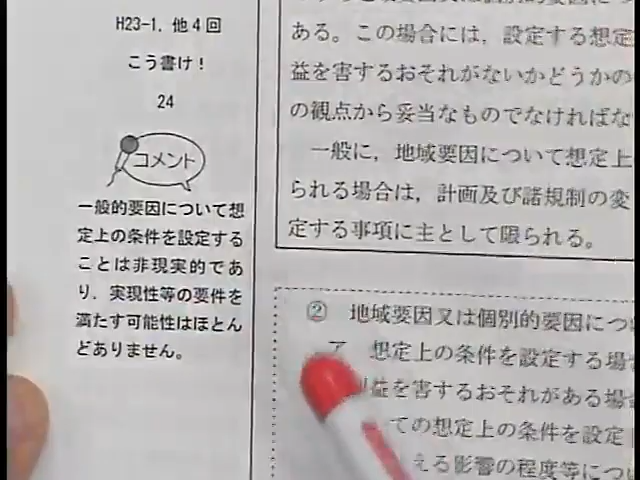 H23-1，他4回
こう書け！
24
コメント
一般的要因について想
定上の条件を設定する
ことは非現実的であ
り，実現性等の要件を
満たす可能性はほとん
どありません。
ある。この場合には，設定する想定
益を害するおそれがないかどうかの
の観点から妥当なものでなければな
一般に，地域要因について想定上
られる場合は，計画及び諸規制の変
定する事項に主として限られる。
② 地域要因又は個別的要因につ
ア 想定上の条件を設定する場
益を害するおそれがある場
ての想定上の条件を設定
える影響の程度等につ